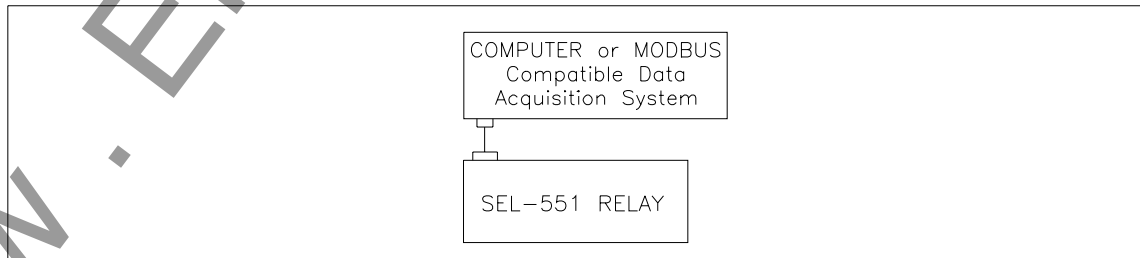 COMPUTER or MODBUS
Compatible Data
Acquisition System
SEL-551 RELAY